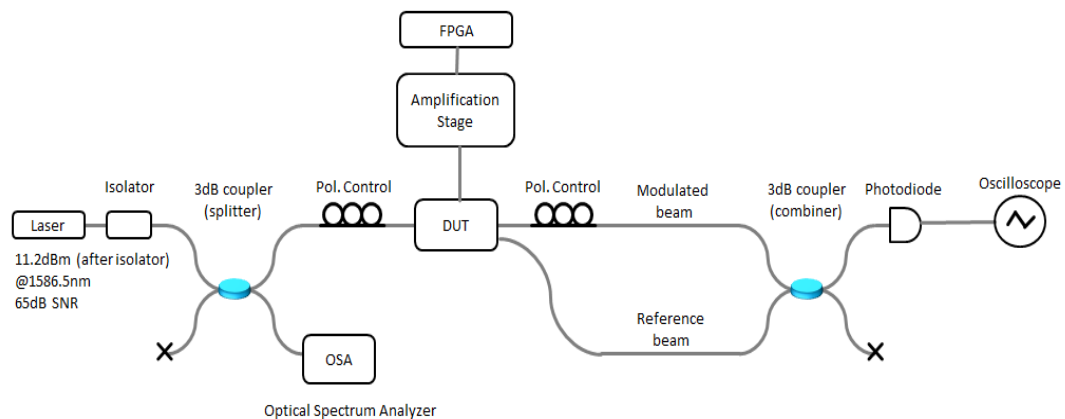 FPGA
Amplification
Stage
Isolator
3dB coupler
(splitter)
Pol. Control
Pol. Control
Modulated
beam
3dB coupler
(combiner)
Photodiode
Oscilloscope
Laser
DUT
11.2dBm (after isolator)
@1586.5nm
65dB SNR
Reference
beam
OSA
Optical Spectrum Analyzer